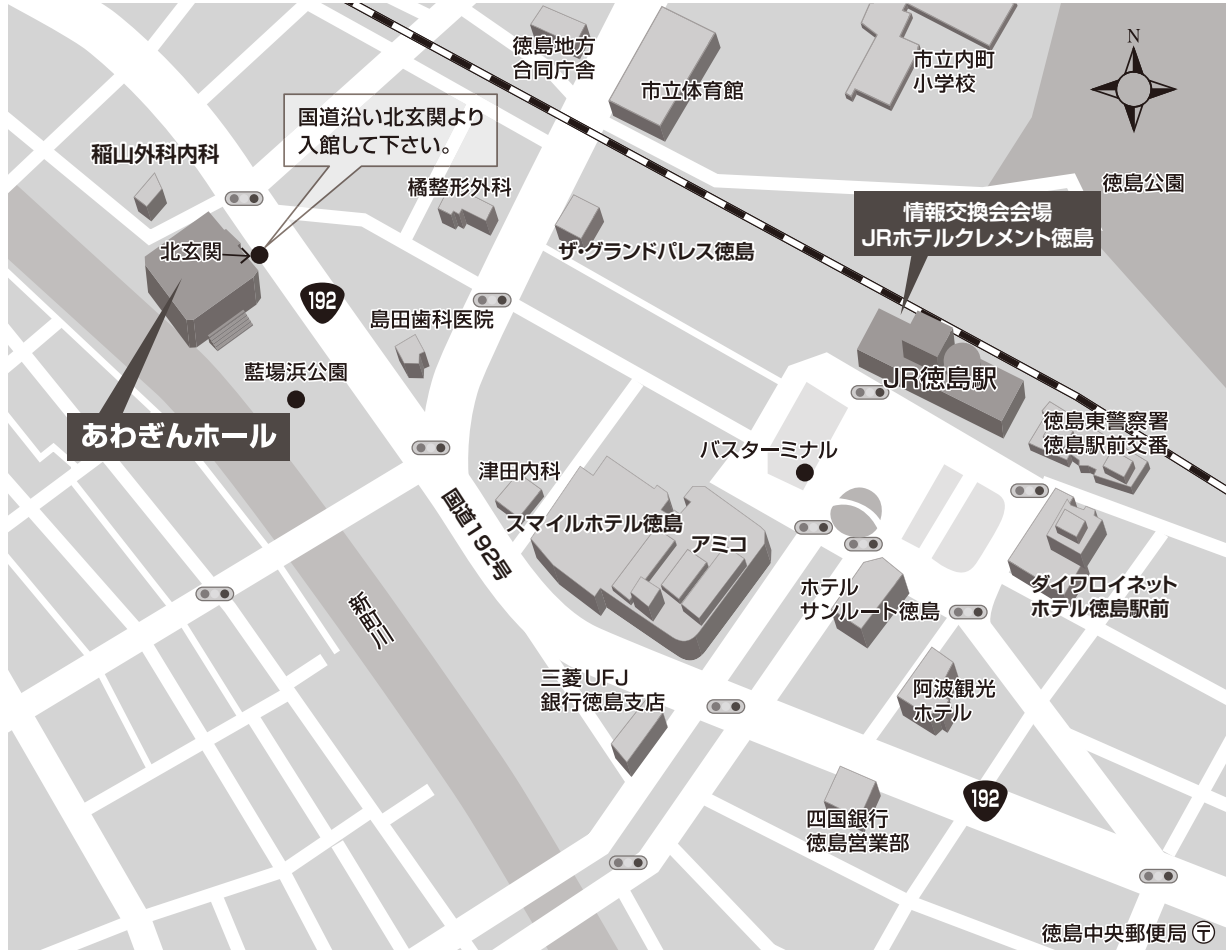 徳島地方
合同庁舎
市立体育館
市立内町
小学校
N
国道沿い北玄関より
入館して下さい。
稲山外科内科
橘整形外科
徳島公園
情報交換会会場
JRホテルクレメント徳島
北玄関
ザ・グランドパレス徳島
192
島田歯科医院
藍場浜公園
JR徳島駅
あわぎんホール
徳島東警察署
徳島駅前交番
バスターミナル
津田内科
スマイルホテル徳島
アミコ
国道192号
ホテル
サンルート徳島
ダイワロイネット
ホテル徳島駅前
新町川
三菱UFJ
銀行徳島支店
阿波観光
ホテル
192
四国銀行
徳島営業部
徳島中央郵便局 〒